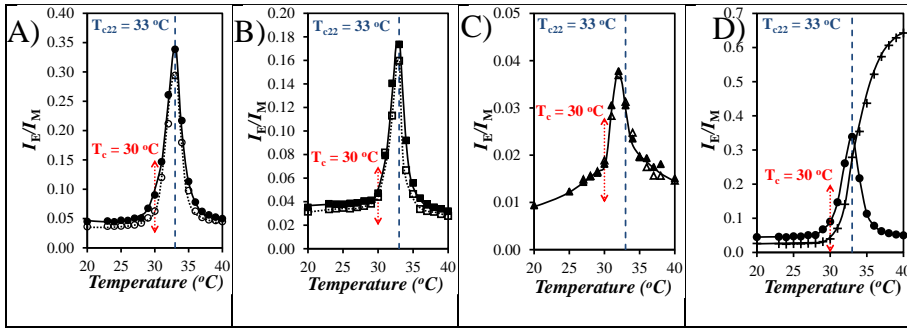 A)
T_c22 = 33 °C
0.40
0.35
0.30
0.25
0.20
0.15
0.10
0.05
0.00
I_E/I_M
T_c = 30 °C
20 25 30 35 40
Temperature (°C)
B)
T_c22 = 33 °C
0.20
0.18
0.16
0.14
0.12
0.10
0.08
0.06
0.04
0.02
0.00
I_E/I_M
T_c = 30 °C
20 25 30 35 40
Temperature (°C)
C)
T_c22 = 33 °C
0.05
0.04
0.03
0.02
0.01
0.00
I_E/I_M
T_c = 30 °C
20 25 30 35 40
Temperature (°C)
D)
T_c22 = 33 °C
0.7
0.6
0.5
0.4
0.3
0.2
0.1
0.0
I_E/I_M
T_c = 30 °C
20 25 30 35 40
Temperature (°C)